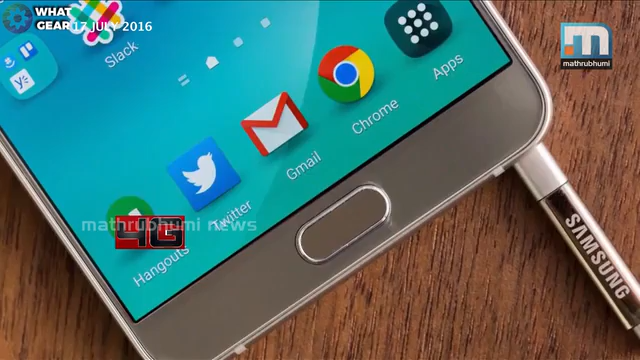 WHAT
GEAR
17 JULY 2016
mathrubhumi
Slack
Apps
Chrome
Gmail
Twitter
Hangouts
mathrubhumi news
4G
SAMSUNG